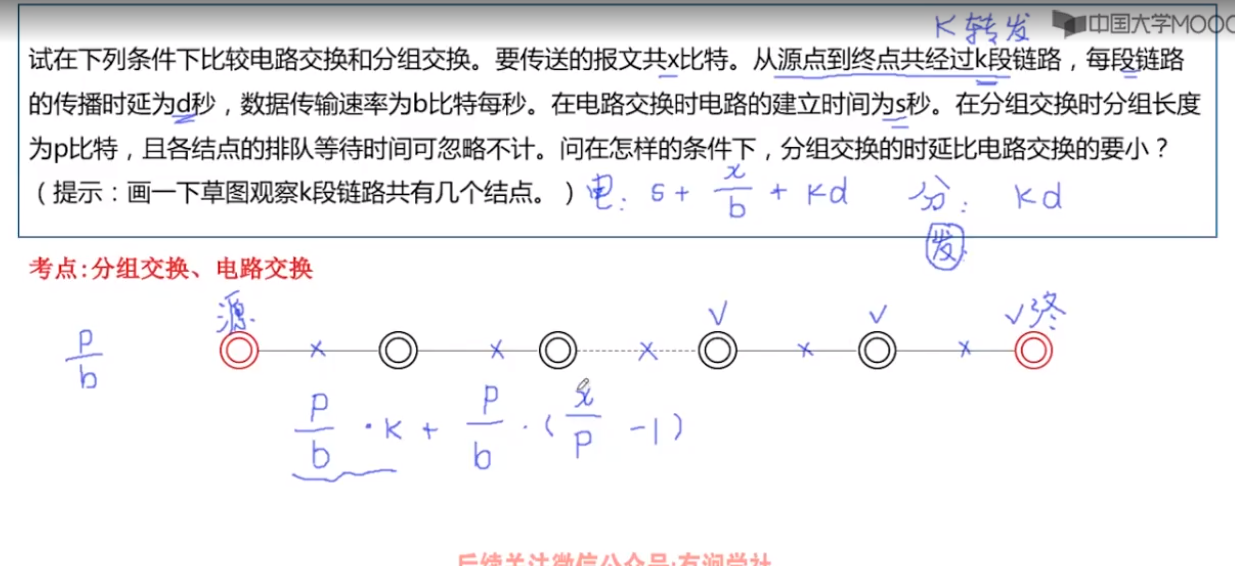 K转发 中国大学MOOC
试在下列条件下比较电路交换和分组交换。要传送的报文共x比特。从源点到终点共经过k段链路，每段链路
的传播时延为d秒，数据传输速率为b比特每秒。在电路交换时电路的建立时间为s秒。在分组交换时分组长度
为p比特，且各结点的排队等待时间可忽略不计。问在怎样的条件下，分组交换的时延比电路交换的要小？
（提示：画一下草图观察k段链路共有几个结点。） 电: s + x/b + kd 分: kd
发
考点:分组交换、电路交换
源 终
p/b
p/b · k + p/b · (x/p - 1)
后续关注微信公众号:有涧学社